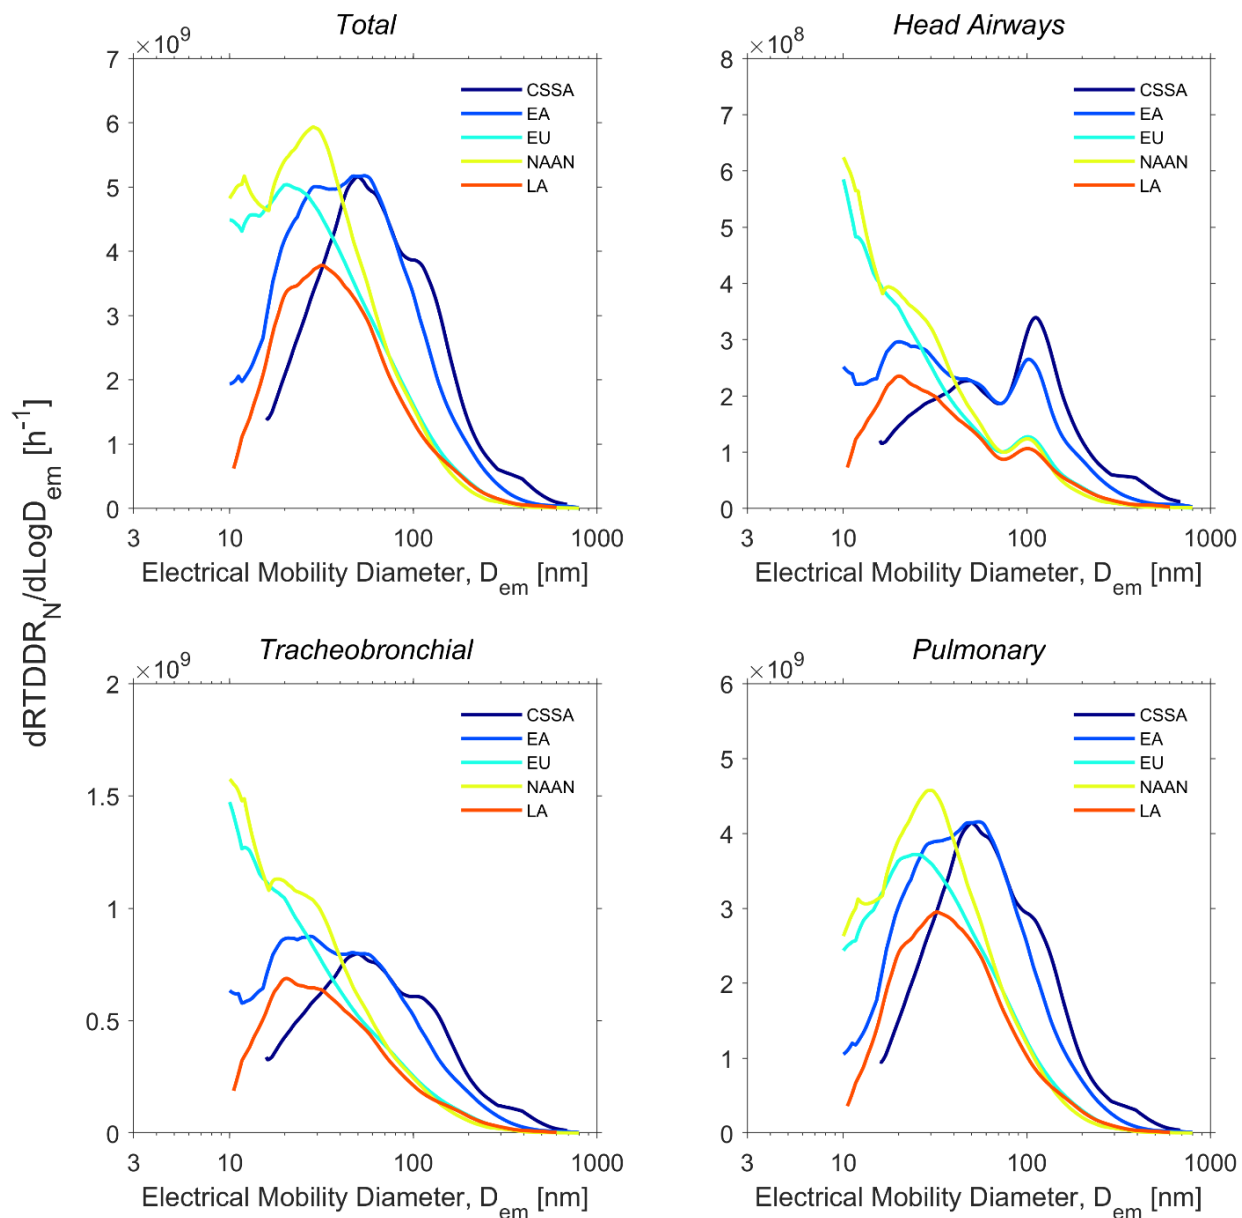 dRTDDR_N/dLogD_em [h^-1]
Total
×10^9
7
6
5
4
3
2
1
0
3 10 100 1000
Electrical Mobility Diameter, D_em [nm]
CSSA
EA
EU
NAAN
LA
Head Airways
×10^8
8
7
6
5
4
3
2
1
0
3 10 100 1000
Electrical Mobility Diameter, D_em [nm]
CSSA
EA
EU
NAAN
LA
Tracheobronchial
×10^9
2
1.5
1
0.5
0
3 10 100 1000
Electrical Mobility Diameter, D_em [nm]
CSSA
EA
EU
NAAN
LA
Pulmonary
×10^9
6
5
4
3
2
1
0
3 10 100 1000
Electrical Mobility Diameter, D_em [nm]
CSSA
EA
EU
NAAN
LA